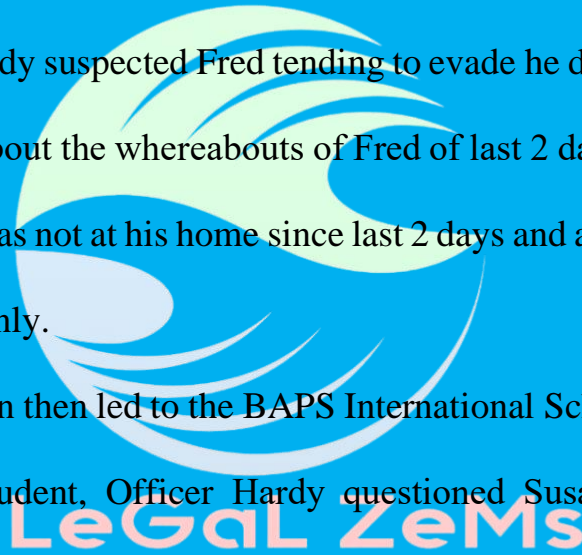 dy suspected Fred tending to evade he d
bout the whereabouts of Fred of last 2 da
as not at his home since last 2 days and a
nly.
n then led to the BAPS International Sc
udent, Officer Hardy questioned Susa
LeGaL ZeMs